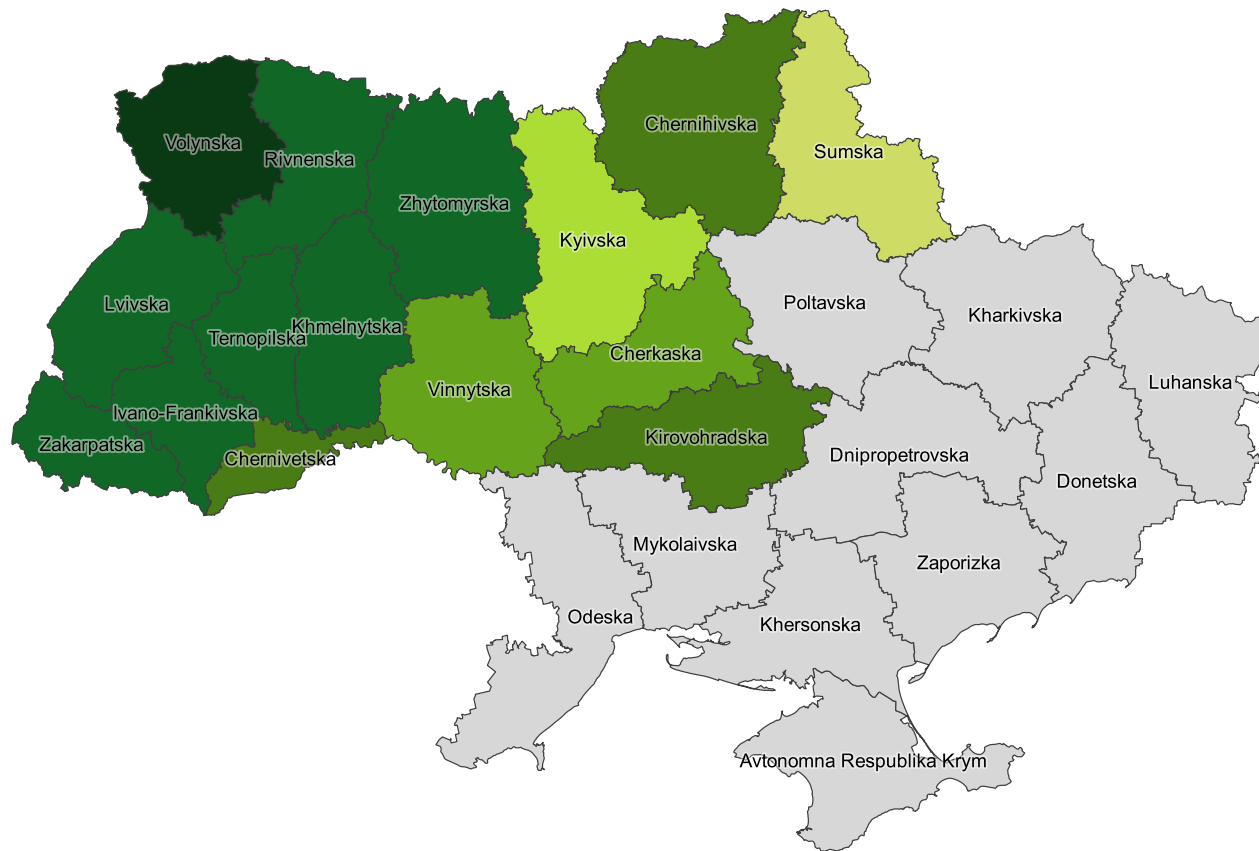 Chernihivska
Volynska
Sumska
Rivnenska
Zhytomyrska
Kyivska
Lvivska
Poltavska
Kharkivska
Khmelnytska
Ternopilska
Cherkaska
Luhanska
Vinnytska
Ivano-Frankivska
Kirovohradska
Zakarpatska
Chernivetska
Dnipropetrovska
Donetska
Mykolaivska
Zaporizka
Odeska
Khersonska
Avtonomna Respublika Krym